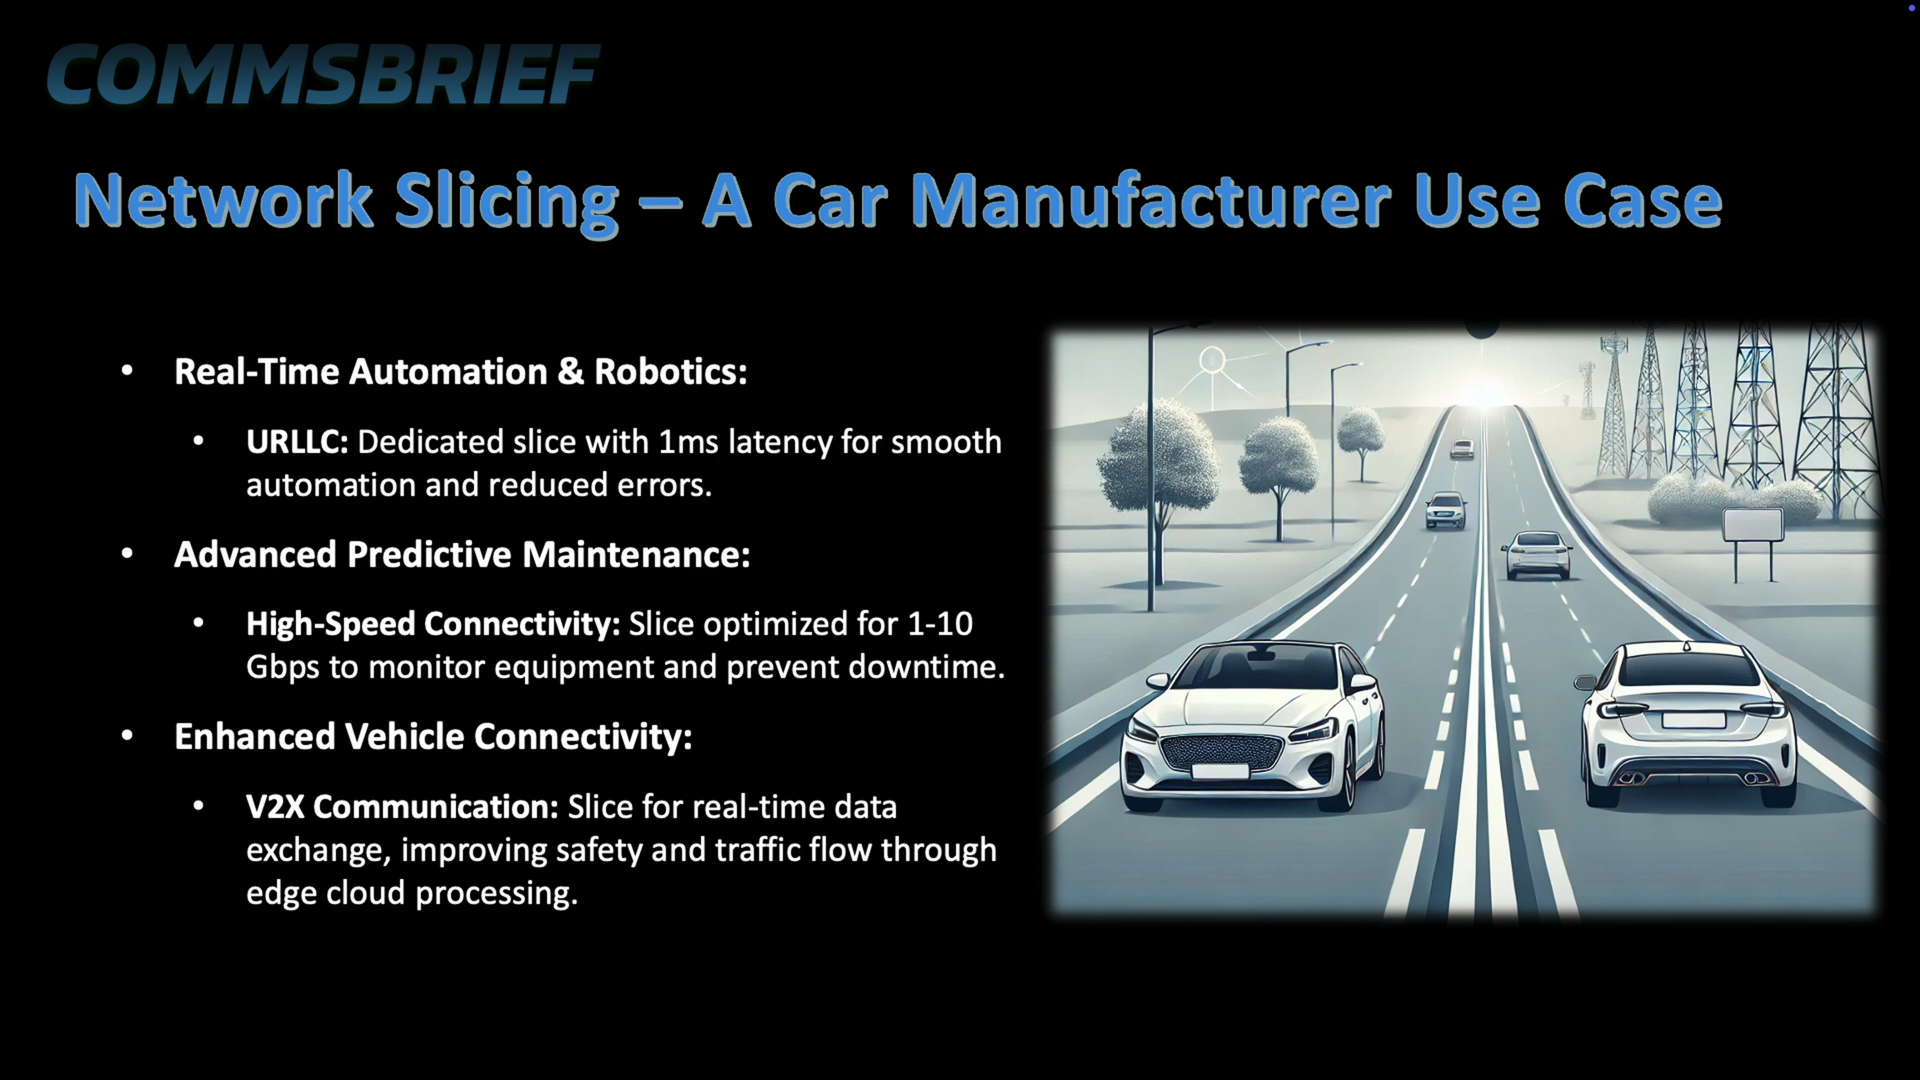 COMMSBRIEF
Network Slicing – A Car Manufacturer Use Case
• Real-Time Automation & Robotics:
• URLLC: Dedicated slice with 1ms latency for smooth
automation and reduced errors.
• Advanced Predictive Maintenance:
• High-Speed Connectivity: Slice optimized for 1-10
Gbps to monitor equipment and prevent downtime.
• Enhanced Vehicle Connectivity:
• V2X Communication: Slice for real-time data
exchange, improving safety and traffic flow through
edge cloud processing.